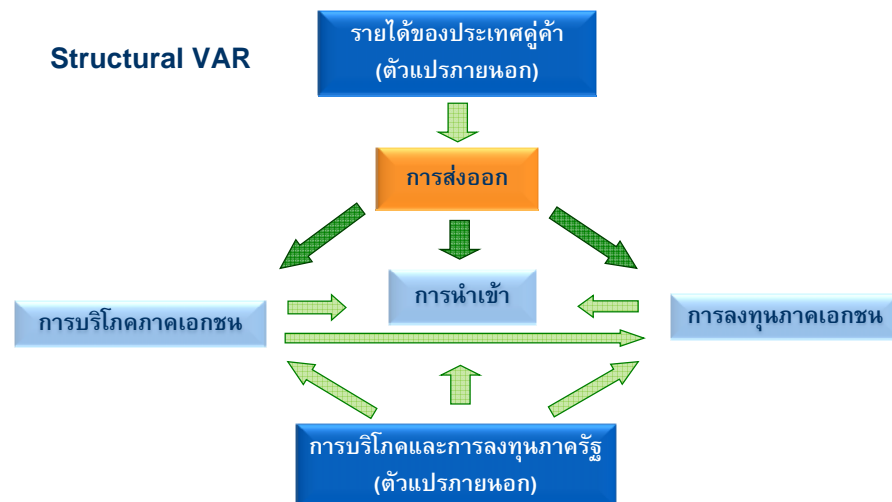 Structural VAR
รายได้ของประเทศคู่ค้า
(ตัวแปรภายนอก)
การส่งออก
การนำเข้า
การบริโภคภาคเอกชน
การลงทุนภาคเอกชน
การบริโภคและการลงทุนภาครัฐ
(ตัวแปรภายนอก)